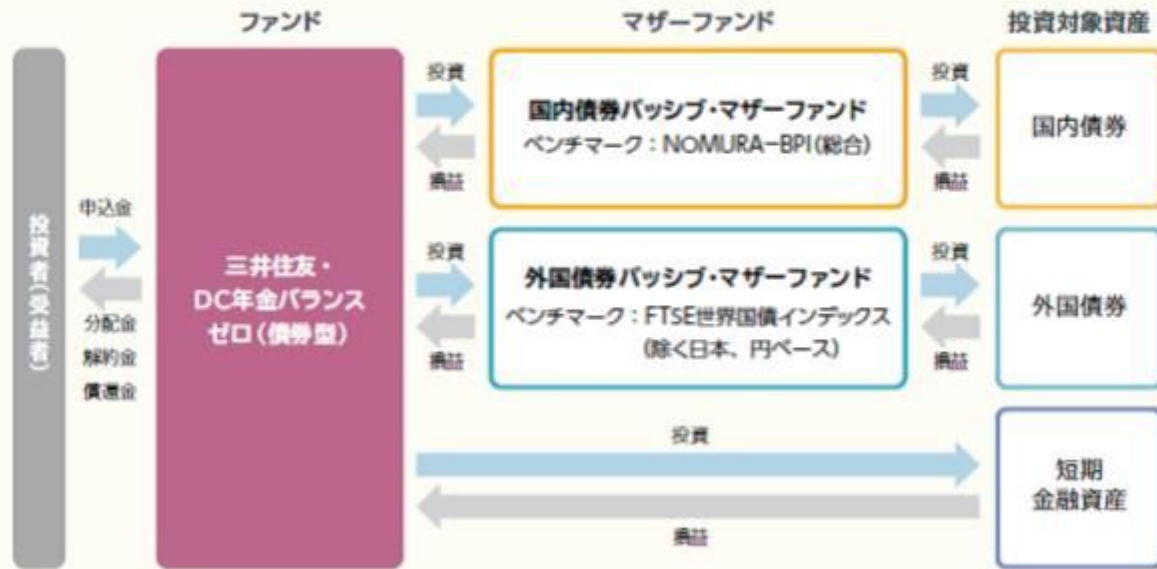 ファンド
マザーファンド
投資対象資産
投資者(受益者)
申込金
分配金
解約金
償還金
三井住友・
DC年金バランス
ゼロ(債券型)
投資
損益
国内債券パッシブ・マザーファンド
ベンチマーク:NOMURA-BPI(総合)
投資
損益
国内債券
投資
損益
外国債券パッシブ・マザーファンド
ベンチマーク:FTSE世界国債インデックス
(除く日本、円ベース)
投資
損益
外国債券
投資
損益
短期
金融資産